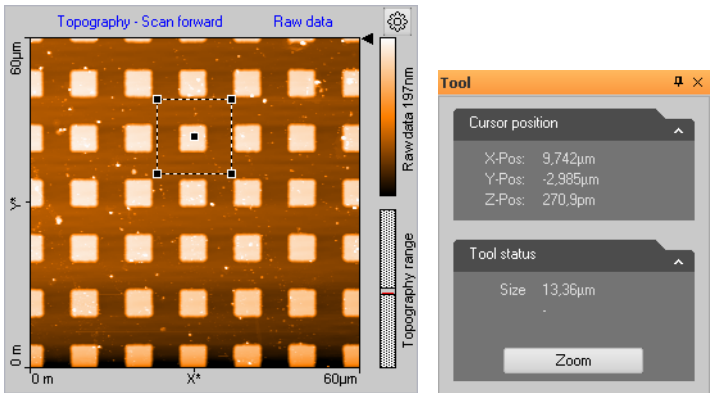 Topography - Scan forward Raw data
60µm
Y*
0 m
0 m X* 60µm
Raw data 197nm
Topography range
Tool
Cursor position
X-Pos: 9,742µm
Y-Pos: -2,985µm
Z-Pos: 270,9pm
Tool status
Size 13,36µm
-
Zoom